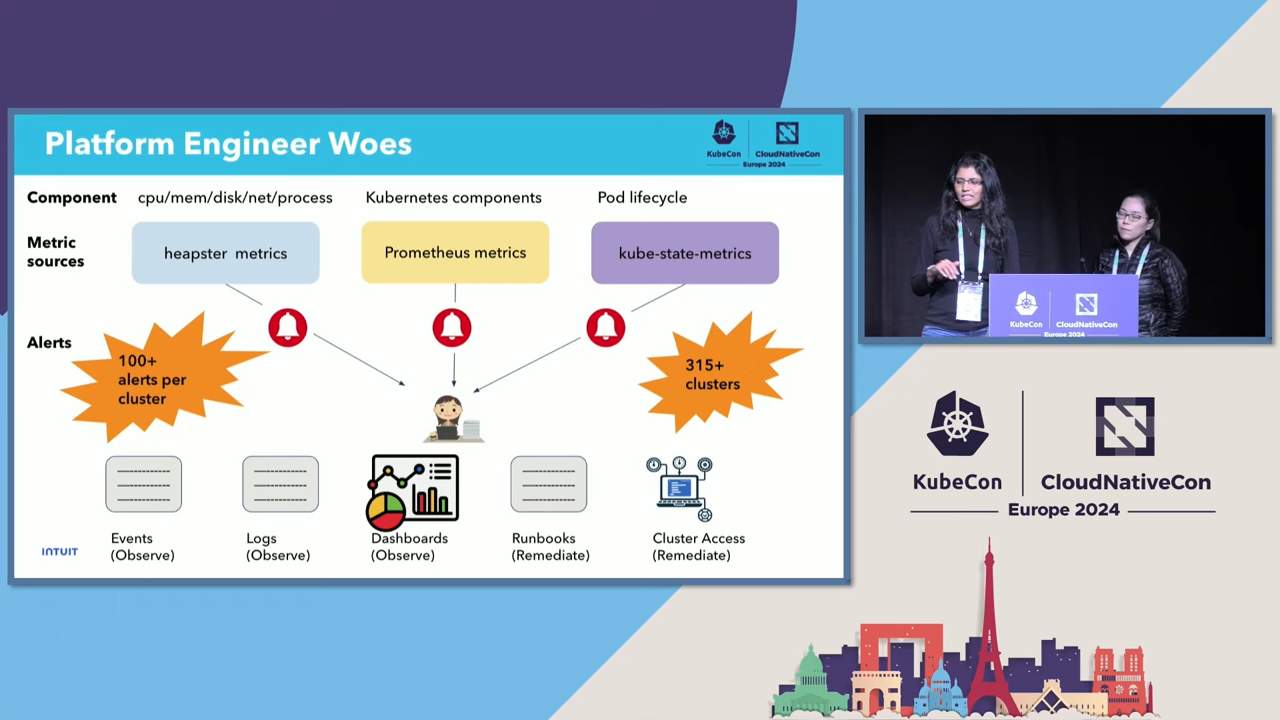 Platform Engineer Woes
KubeCon
CloudNativeCon
Europe 2024
Component
cpu/mem/disk/net/process
Kubernetes components
Pod lifecycle
Metric
sources
heapster metrics
Prometheus metrics
kube-state-metrics
Alerts
100+
alerts per
cluster
315+
clusters
Events
(Observe)
Logs
(Observe)
Dashboards
(Observe)
Runbooks
(Remediate)
Cluster Access
(Remediate)
INTUIT
KubeCon
CloudNativeCon
Europe 2024
KubeCon
CloudNativeCon
Europe 2024